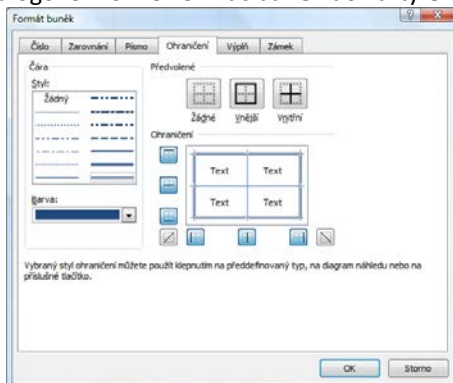 Formát buněk
Číslo Zarovnání Písmo Ohraničení Výplň Zámek
Čára
Styl:
Žádný
Barva:
Předvolené
Žádné Vnější Vnitřní
Ohraničení
Text Text
Text Text
Vybraný styl ohraničení můžete použít klepnutím na předdefinovaný typ, na diagram náhledu nebo na
příslušné tlačítko.
OK Storno